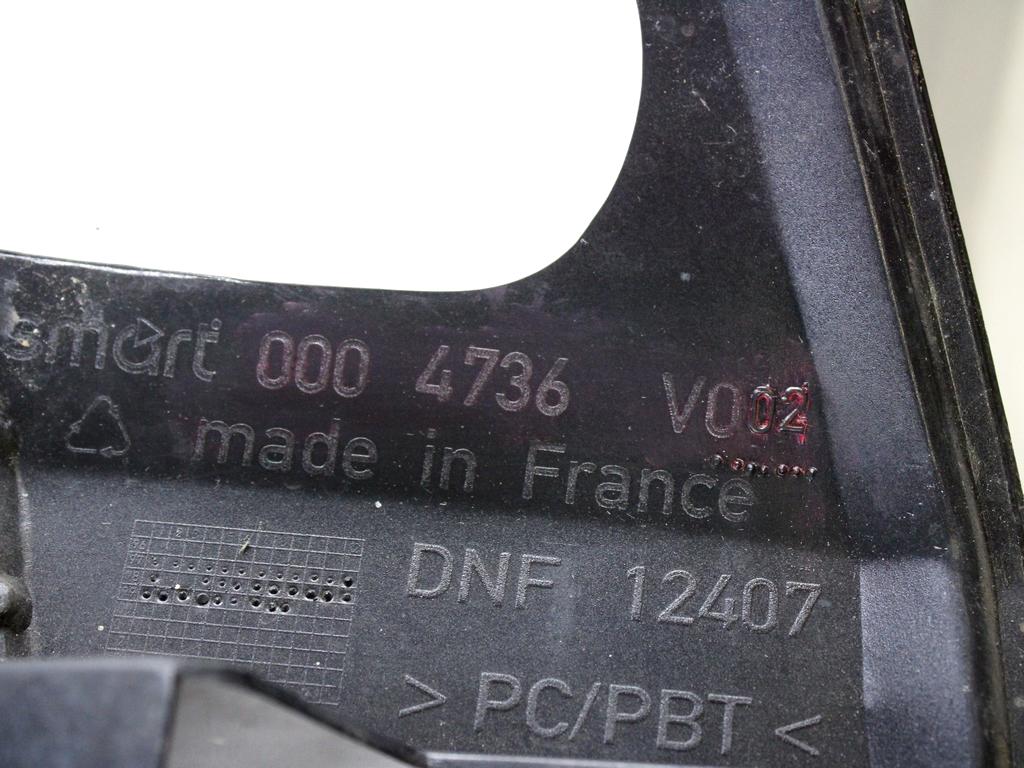 smart 000 4736 V002
made in France
DNF 12407
> PC/PBT <